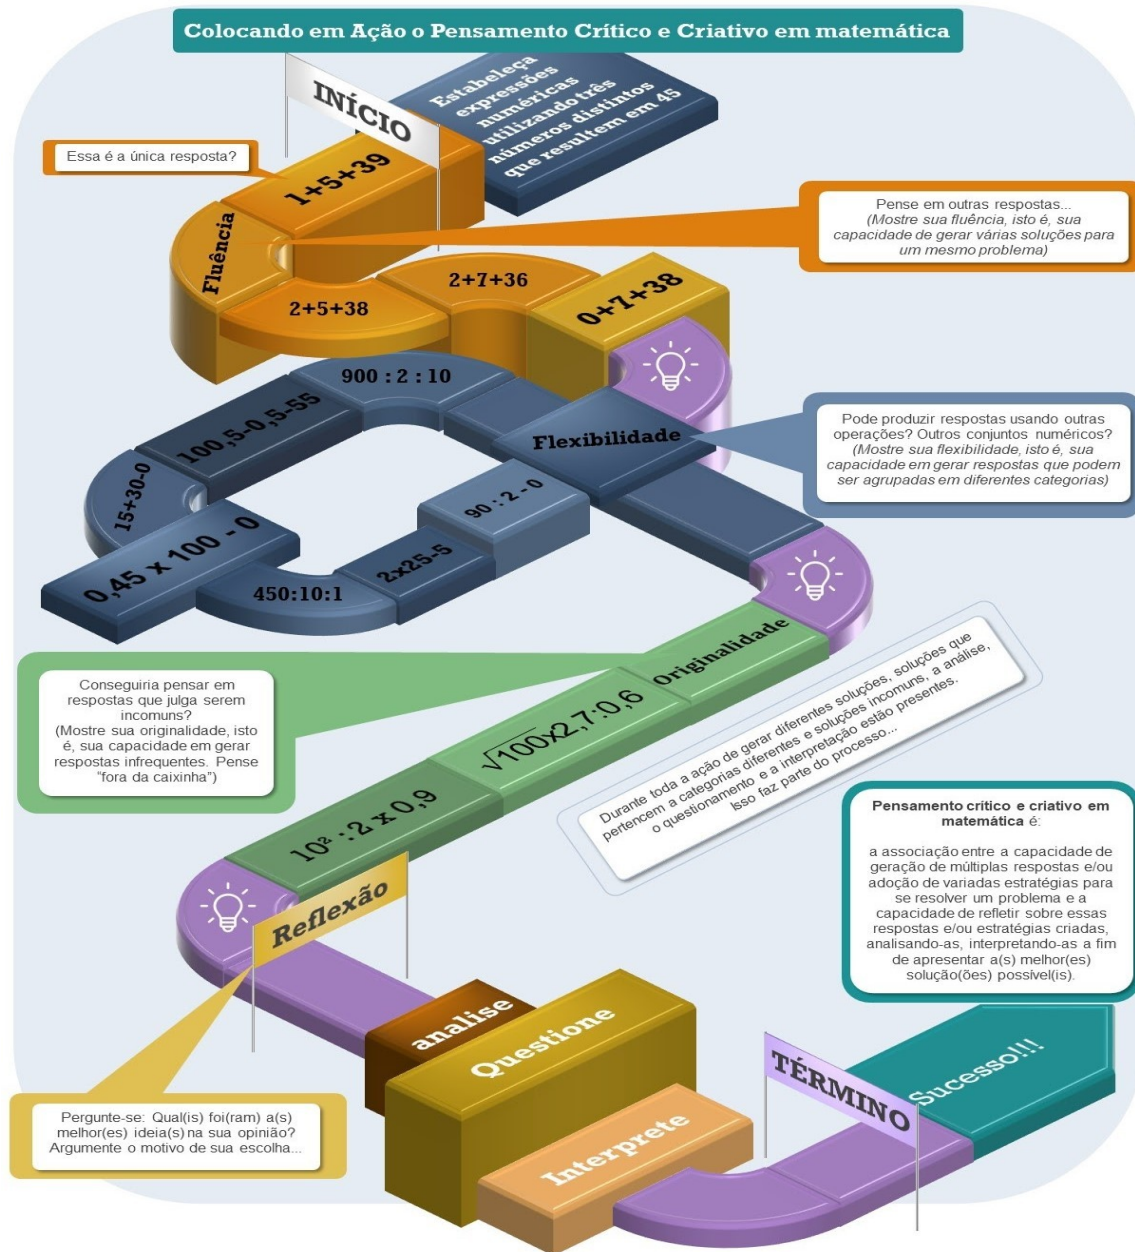 Colocando em Ação o Pensamento Crítico e Criativo em matemática
Estabeleça
expressões
numéricas
utilizando três
números distintos
que resultem em 45
INÍCIO
Essa é a única resposta?
1+5+39
Pense em outras respostas...
(Mostre sua fluência, isto é, sua
capacidade de gerar várias soluções para
um mesmo problema)
Fluência
2+5+38
2+7+36
0+7+38
Pode produzir respostas usando outras
operações? Outros conjuntos numéricos?
(Mostre sua flexibilidade, isto é, sua
capacidade em gerar respostas que podem
ser agrupadas em diferentes categorias)
Flexibilidade
900 : 2 : 10
100,5-0,5-55
15+30-0
0,45 x 100 - 0
450:10:1
2x25-5
90 : 2 - 0
Conseguiria pensar em
respostas que julga serem
incomuns?
(Mostre sua originalidade, isto
é, sua capacidade em gerar
respostas infrequentes. Pense
"fora da caixinha")
Originalidade
√100x2,7:0,6
10² : 2 x 0,9
Durante toda a ação de gerar diferentes soluções, soluções que
pertencem a categorias diferentes e soluções incomuns, a análise,
o questionamento e a interpretação estão presentes.
Isso faz parte do processo...
Pensamento crítico e criativo em
matemática é:
a associação entre a capacidade de
geração de múltiplas respostas e/ou
adoção de variadas estratégias para
se resolver um problema e a
capacidade de refletir sobre essas
respostas e/ou estratégias criadas,
analisando-as, interpretando-as a fim
de apresentar a(s) melhor(es)
solução(ões) possível(is).
Reflexão
Pergunte-se: Qual(is) foi(ram) a(s)
melhor(es) ideia(s) na sua opinião?
Argumente o motivo de sua escolha...
analise
Questione
Interprete
TÉRMINO
Sucesso!!!